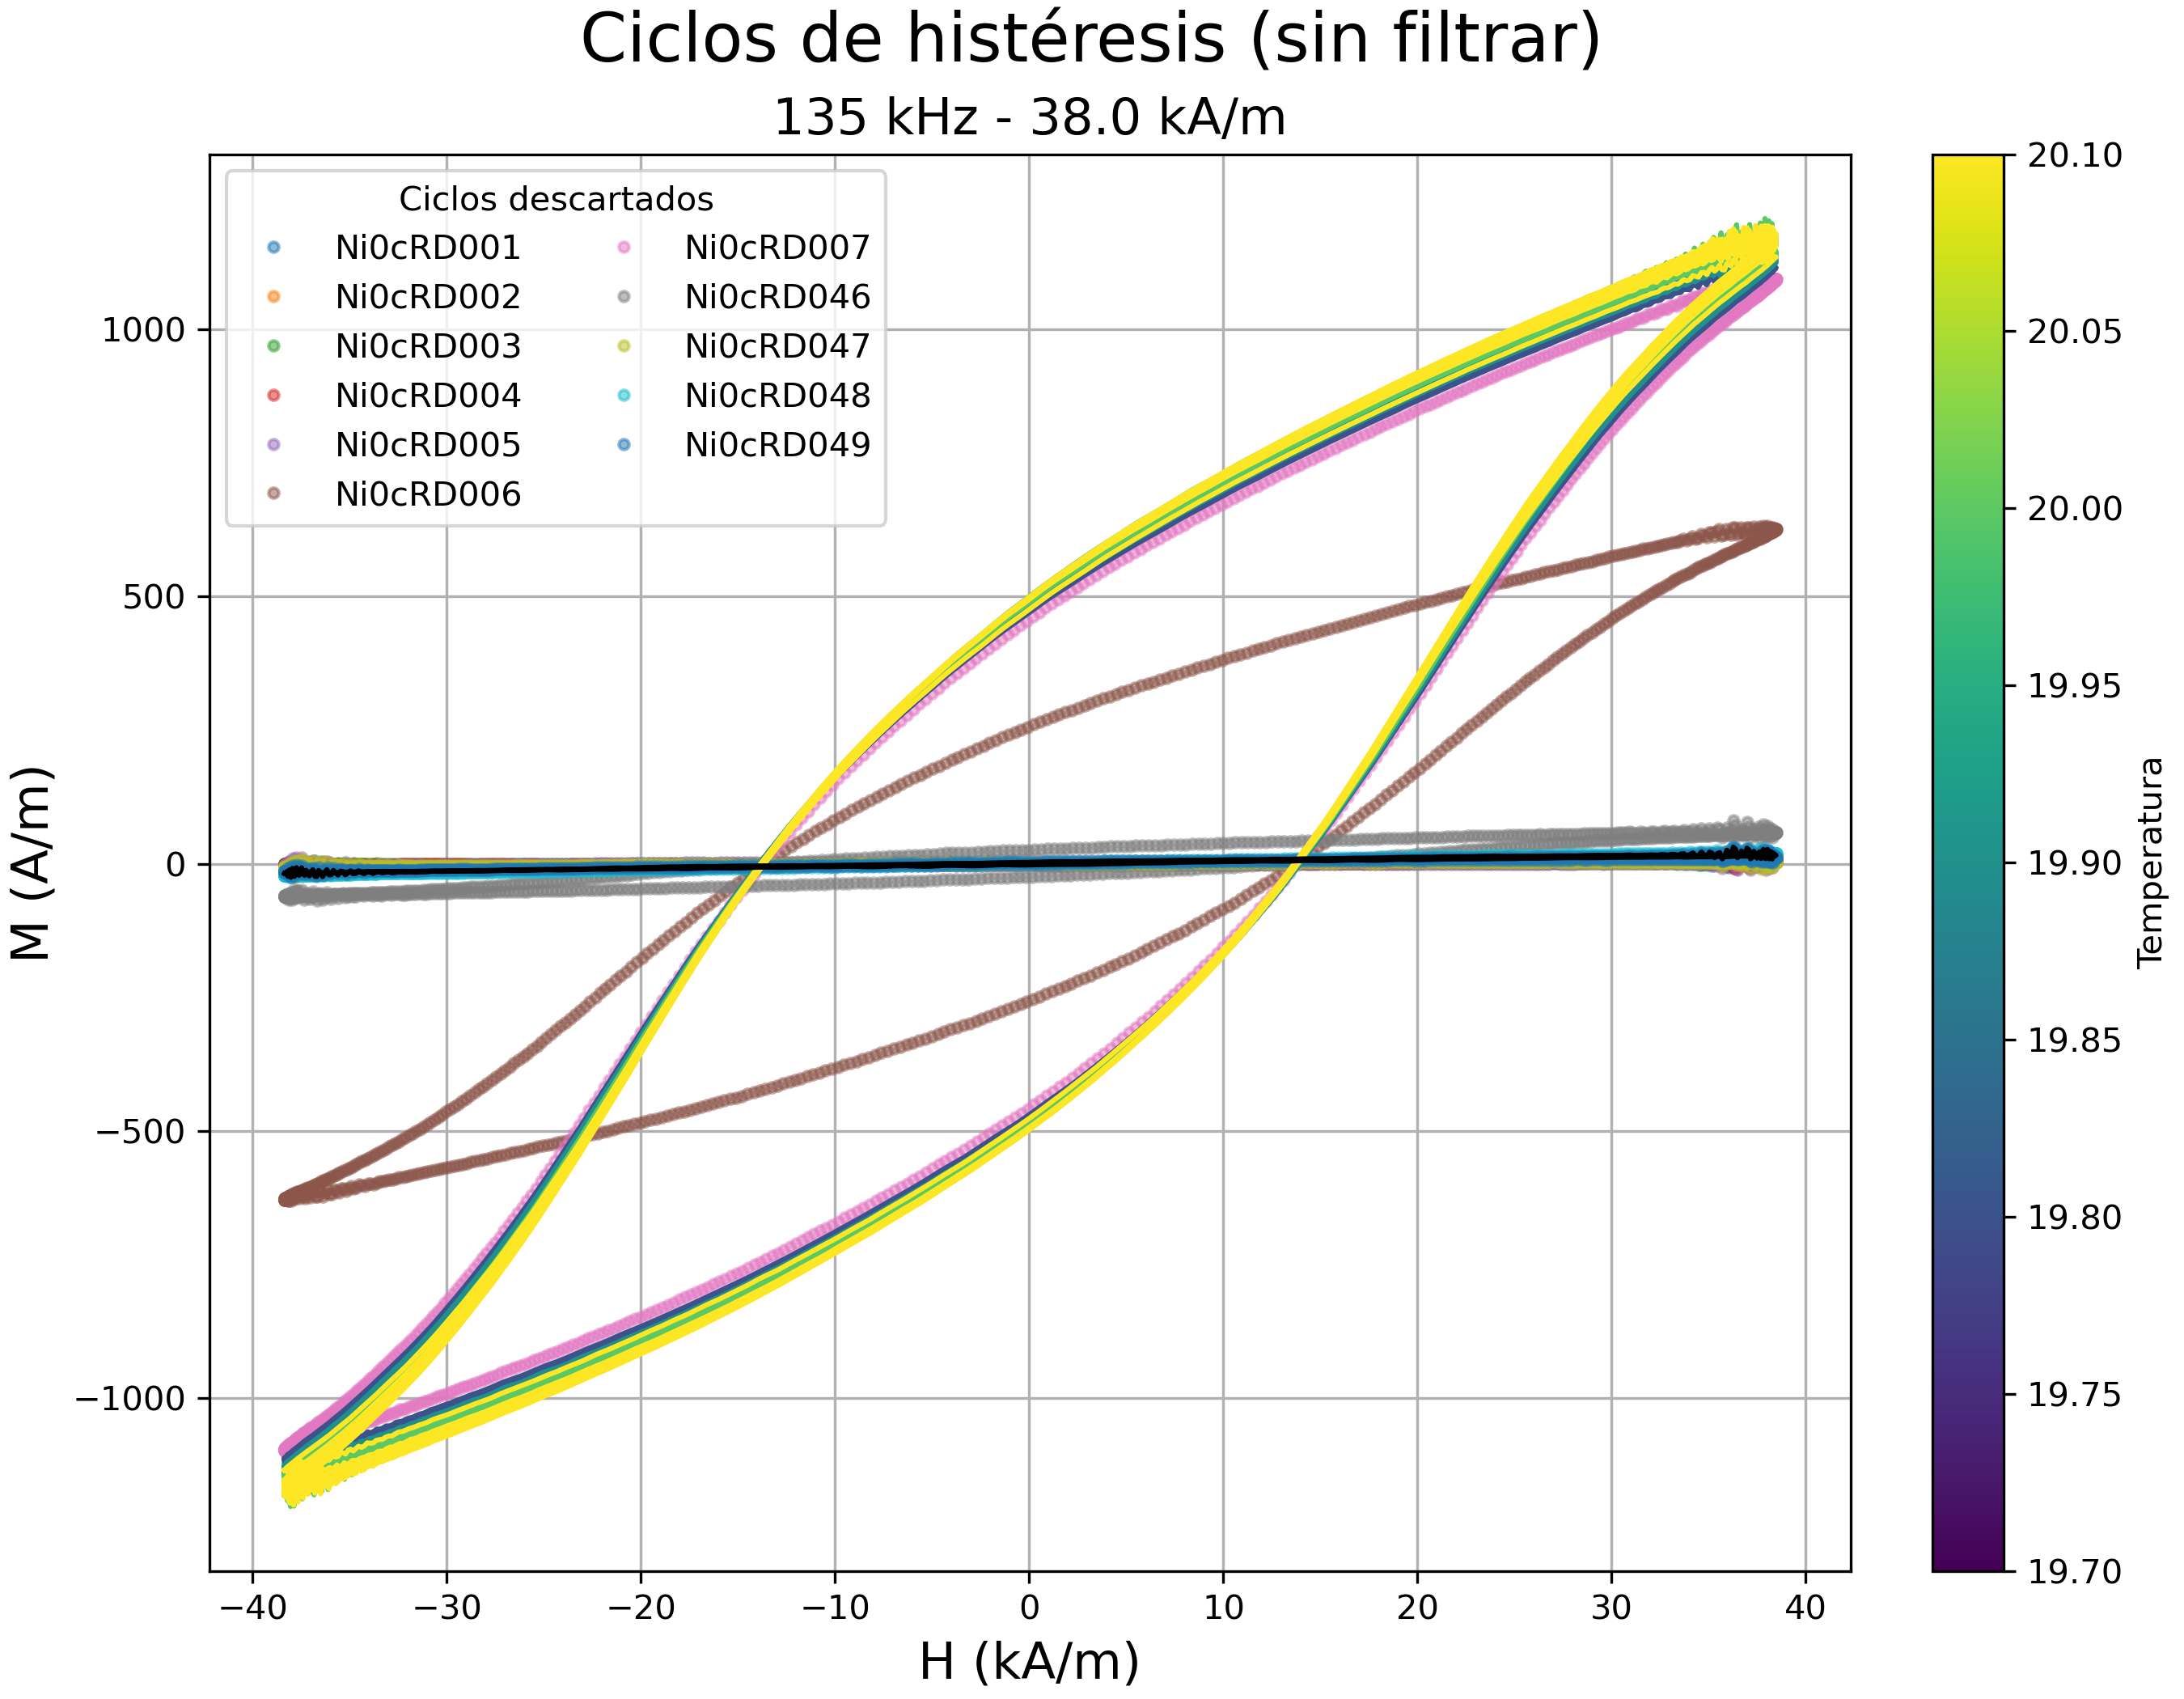 Ciclos de histéresis (sin filtrar)
135 kHz - 38.0 kA/m
Ciclos descartados
Ni0cRD001
Ni0cRD002
Ni0cRD003
Ni0cRD004
Ni0cRD005
Ni0cRD006
Ni0cRD007
Ni0cRD046
Ni0cRD047
Ni0cRD048
Ni0cRD049
M (A/m)
1000
500
0
−500
−1000
−40
−30
−20
−10
0
10
20
30
40
H (kA/m)
20.10
20.05
20.00
19.95
19.90
19.85
19.80
19.75
19.70
Temperatura